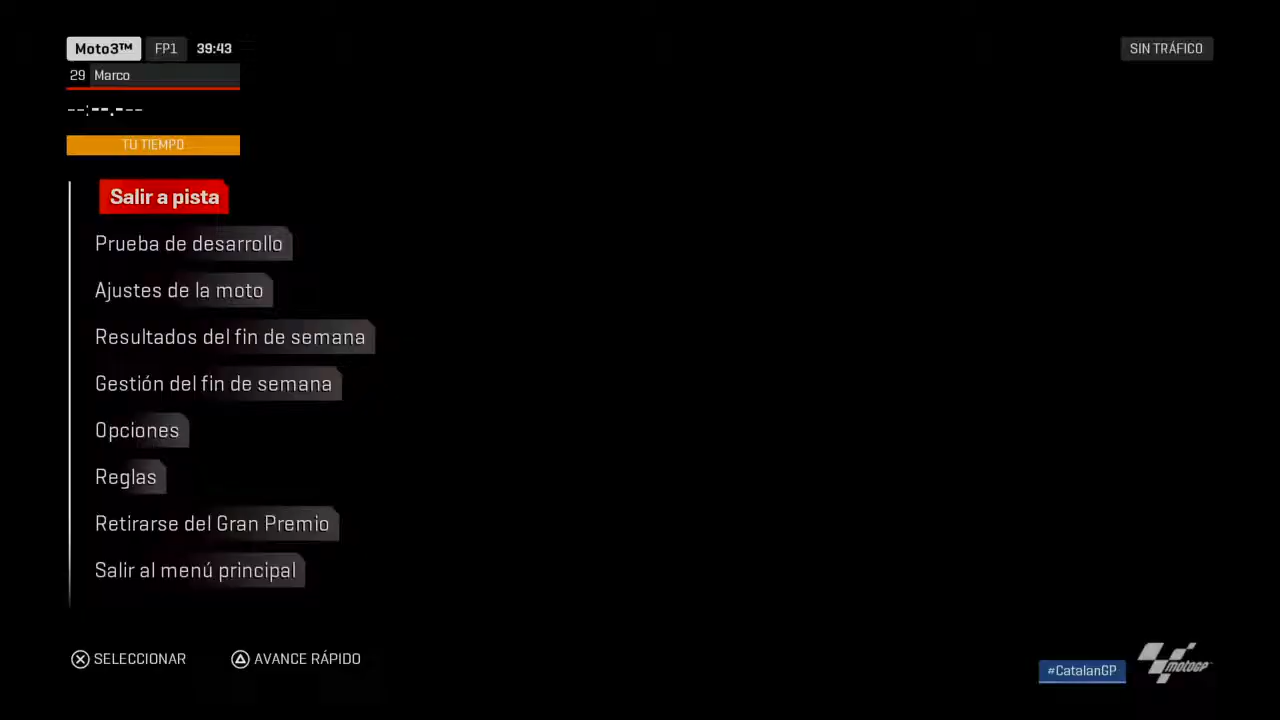 Moto3™ FP1 39:43
SIN TRÁFICO
29 Marco
--:--.---
TU TIEMPO
Salir a pista
Prueba de desarrollo
Ajustes de la moto
Resultados del fin de semana
Gestión del fin de semana
Opciones
Reglas
Retirarse del Gran Premio
Salir al menú principal
SELECCIONAR AVANCE RÁPIDO
#CatalanGP
motoGP